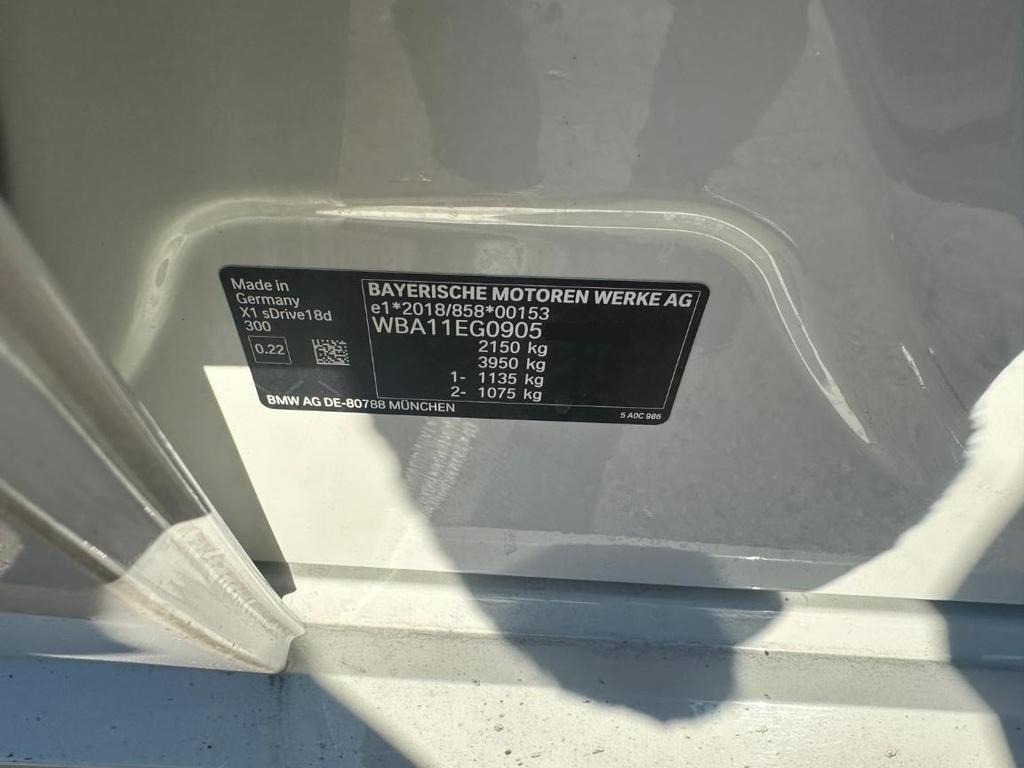 Made in
Germany
X1 sDrive18d
300
0.22
BMW AG DE-80788 MÜNCHEN
BAYERISCHE MOTOREN WERKE AG
e1*2018/858*00153
WBA11EG0905
2150 kg
3950 kg
1- 1135 kg
2- 1075 kg
5 A0C 986